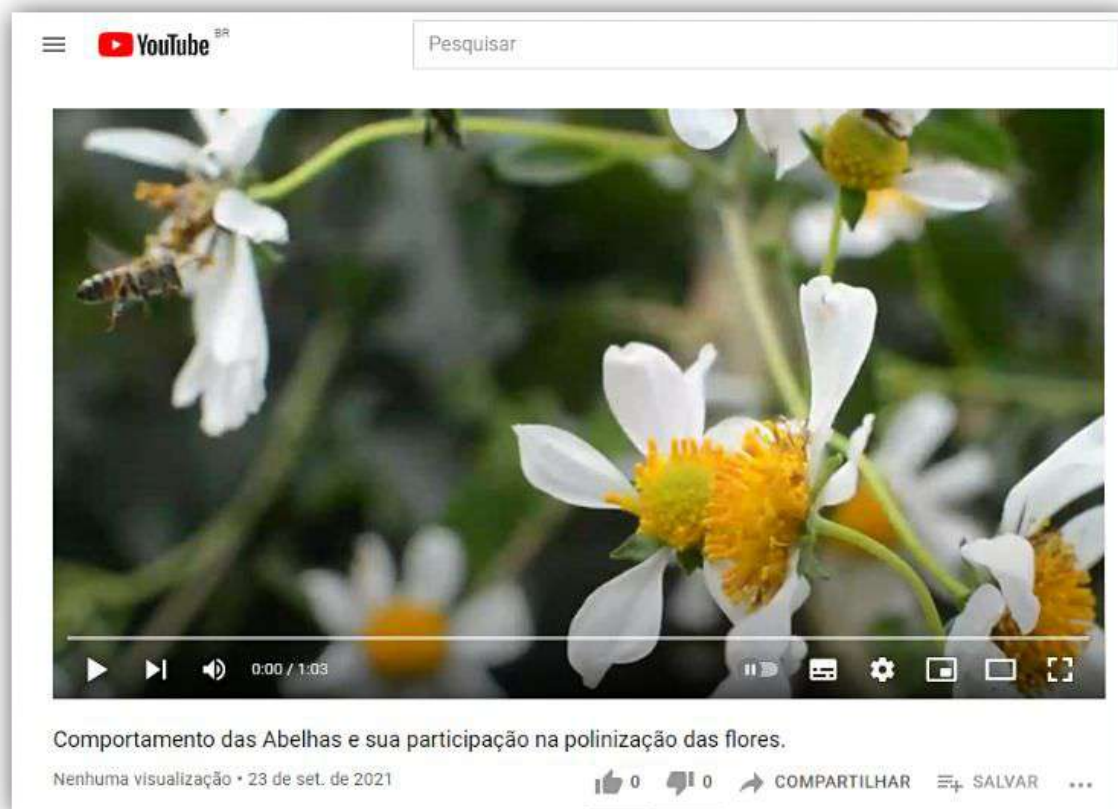 YouTube BR
Pesquisar
0:00 / 1:03
Comportamento das Abelhas e sua participação na polinização das flores.
Nenhuma visualização • 23 de set. de 2021
0 0 COMPARTILHAR SALVAR